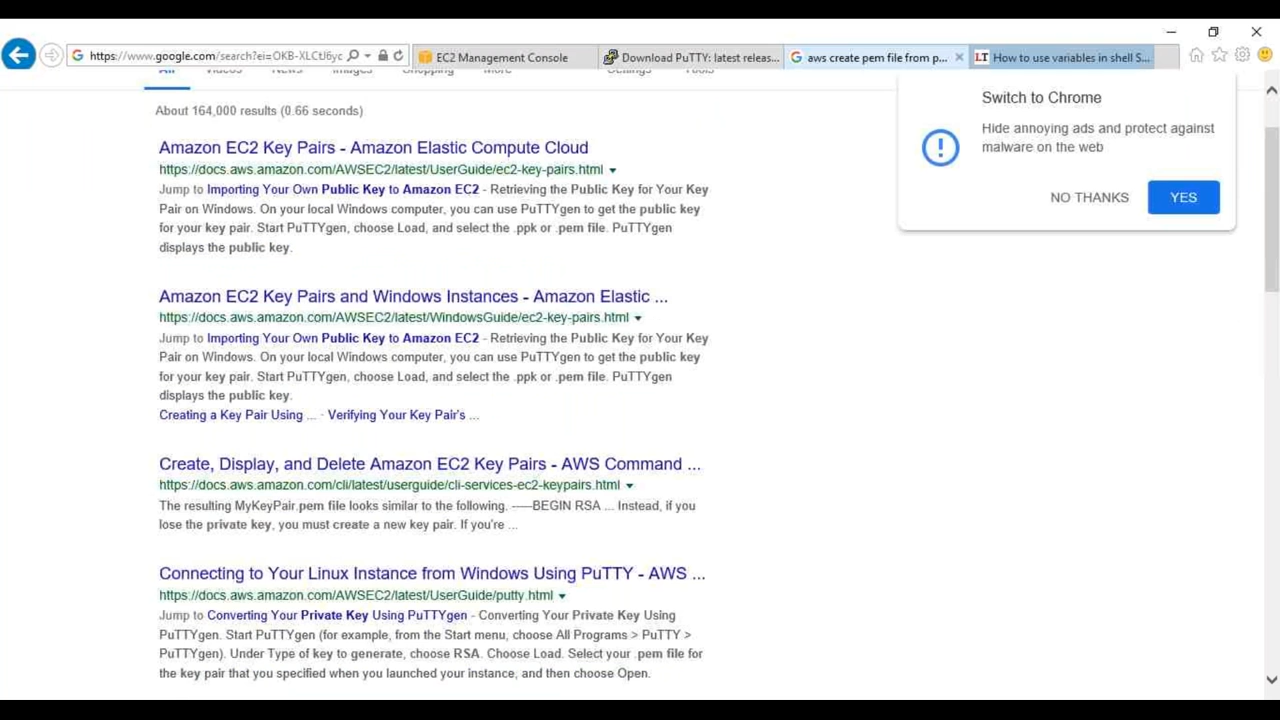 https://www.google.com/search?ei=OKB-XLCtJ6yc
EC2 Management Console
Download PuTTY: latest releas...
aws create pem file from p...
LT How to use variables in shell S...
All Videos News Images Shopping More Settings Tools
About 164,000 results (0.66 seconds)
Switch to Chrome
Hide annoying ads and protect against
malware on the web
NO THANKS YES
Amazon EC2 Key Pairs - Amazon Elastic Compute Cloud
https://docs.aws.amazon.com/AWSEC2/latest/UserGuide/ec2-key-pairs.html
Jump to Importing Your Own Public Key to Amazon EC2 - Retrieving the Public Key for Your Key
Pair on Windows. On your local Windows computer, you can use PuTTYgen to get the public key
for your key pair. Start PuTTYgen, choose Load, and select the .ppk or .pem file. PuTTYgen
displays the public key.
Amazon EC2 Key Pairs and Windows Instances - Amazon Elastic ...
https://docs.aws.amazon.com/AWSEC2/latest/WindowsGuide/ec2-key-pairs.html
Jump to Importing Your Own Public Key to Amazon EC2 - Retrieving the Public Key for Your Key
Pair on Windows. On your local Windows computer, you can use PuTTYgen to get the public key
for your key pair. Start PuTTYgen, choose Load, and select the .ppk or .pem file. PuTTYgen
displays the public key.
Creating a Key Pair Using ... · Verifying Your Key Pair's ...
Create, Display, and Delete Amazon EC2 Key Pairs - AWS Command ...
https://docs.aws.amazon.com/cli/latest/userguide/cli-services-ec2-keypairs.html
The resulting MyKeyPair.pem file looks similar to the following. -----BEGIN RSA ... Instead, if you
lose the private key, you must create a new key pair. If you're ...
Connecting to Your Linux Instance from Windows Using PuTTY - AWS ...
https://docs.aws.amazon.com/AWSEC2/latest/UserGuide/putty.html
Jump to Converting Your Private Key Using PuTTYgen - Converting Your Private Key Using
PuTTYgen. Start PuTTYgen (for example, from the Start menu, choose All Programs > PuTTY >
PuTTYgen). Under Type of key to generate, choose RSA. Choose Load. Select your .pem file for
the key pair that you specified when you launched your instance, and then choose Open.